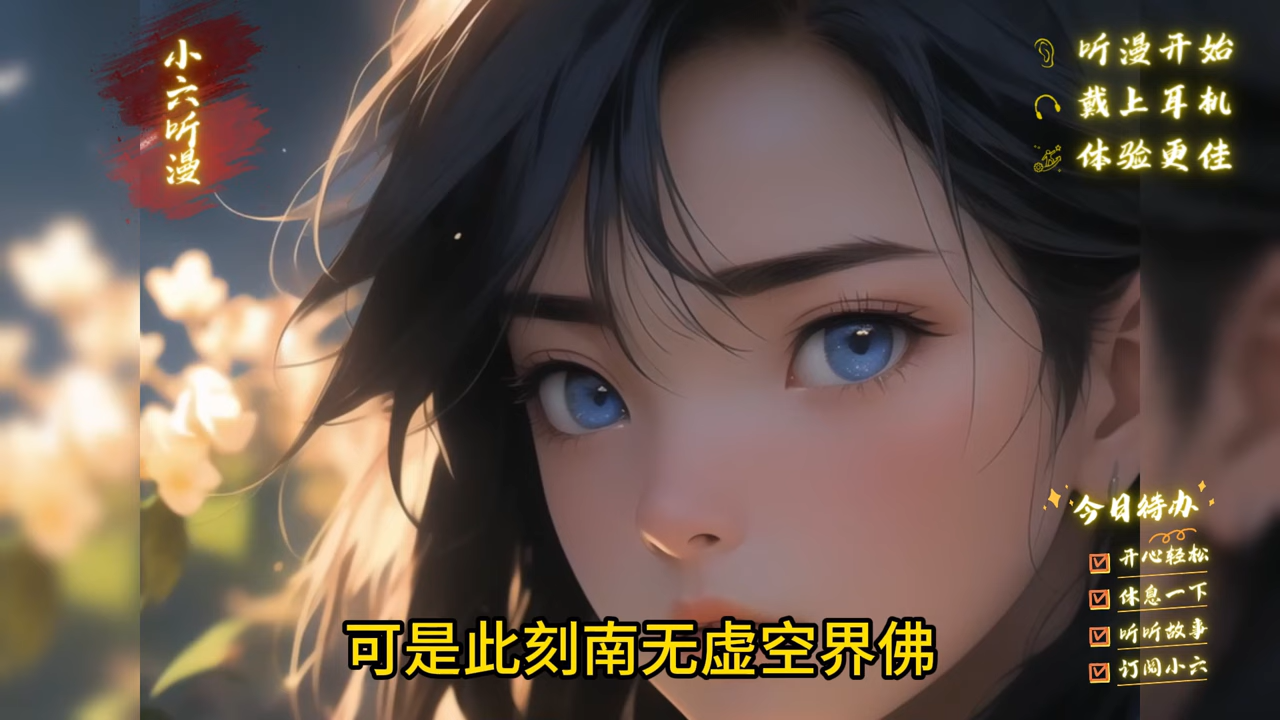 小六听漫
听漫开始
戴上耳机
体验更佳
今日待办
开心轻松
休息一下
听听故事
订阅小六
可是此刻南无虚空界佛